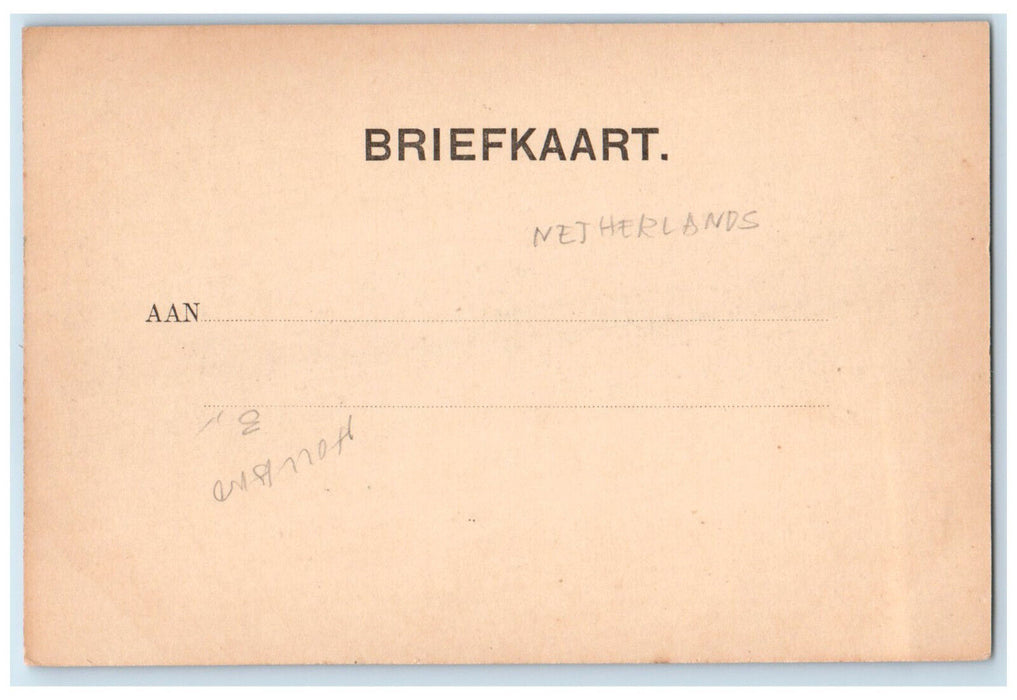 BRIEFKAART.
NETHERLANDS
AAN
Holland